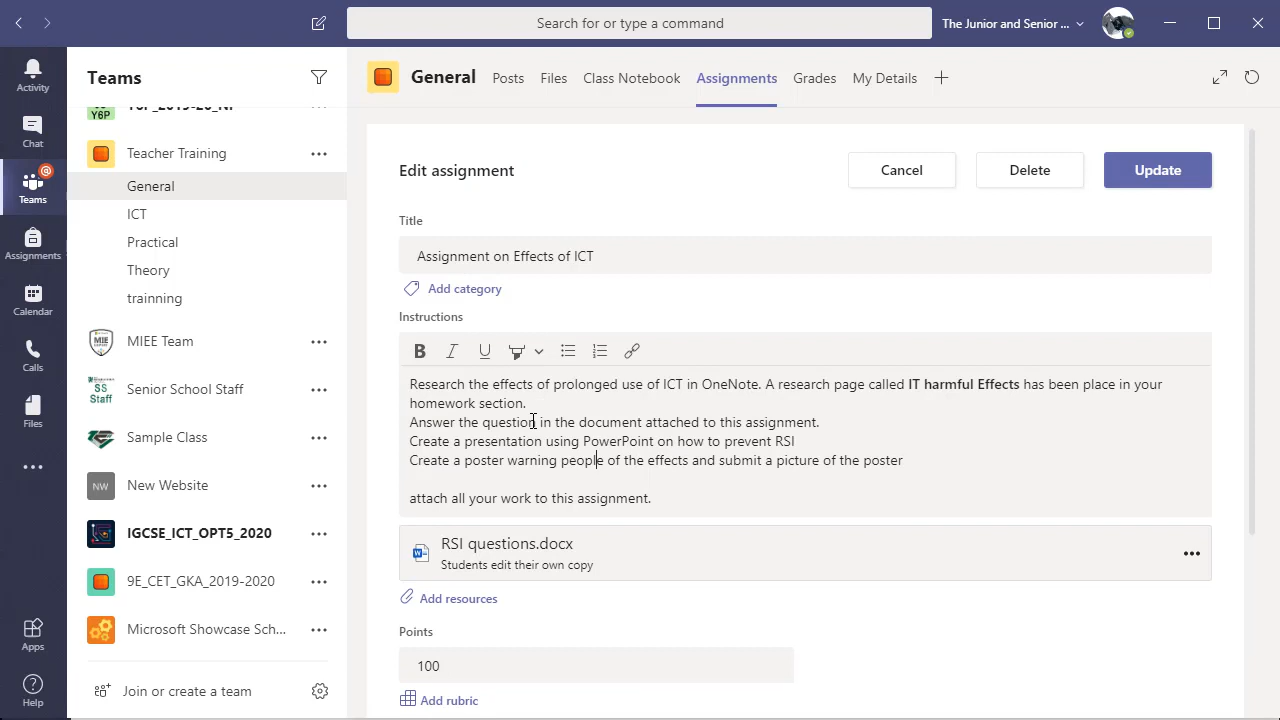 Search for or type a command
The Junior and Senior ...
Activity
Chat
Teams
Assignments
Calendar
Calls
Files
Apps
Help
Teams
Y6P
Teacher Training
General
ICT
Practical
Theory
trainning
MIE
MIEE Team
SS
Staff
Senior School Staff
Sample Class
NW
New Website
IGCSE_ICT_OPT5_2020
9E_CET_GKA_2019-2020
Microsoft Showcase Sch...
Join or create a team
General
Posts
Files
Class Notebook
Assignments
Grades
My Details
Edit assignment
Cancel
Delete
Update
Title
Assignment on Effects of ICT
Add category
Instructions
B I U
Research the effects of prolonged use of ICT in OneNote. A research page called IT harmful Effects has been place in your
homework section.
Answer the question in the document attached to this assignment.
Create a presentation using PowerPoint on how to prevent RSI
Create a poster warning people of the effects and submit a picture of the poster
attach all your work to this assignment.
RSI questions.docx
Students edit their own copy
Add resources
Points
100
Add rubric